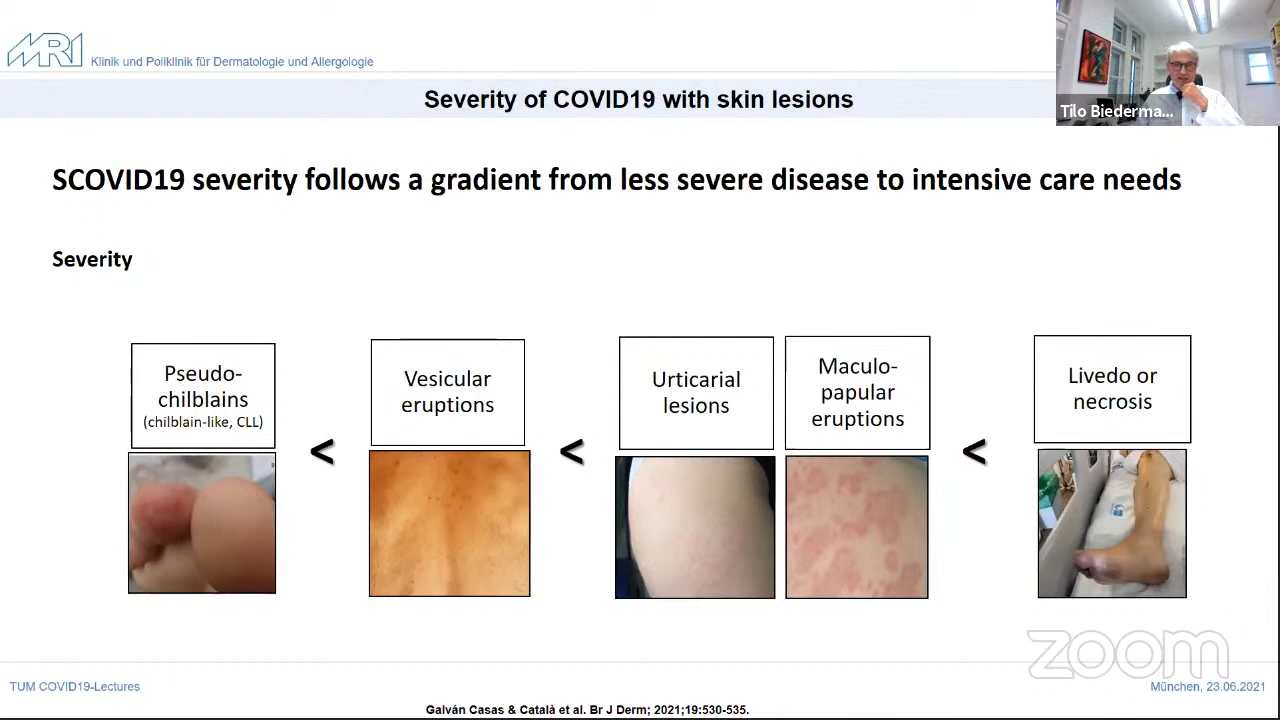 MRI Klinik und Poliklinik für Dermatologie und Allergologie
Tilo Biederma...
Severity of COVID19 with skin lesions
SCOVID19 severity follows a gradient from less severe disease to intensive care needs
Severity
Pseudo-
chilblains
(chilblain-like, CLL)
<
Vesicular
eruptions
<
Urticarial
lesions
Maculo-
papular
eruptions
<
Livedo or
necrosis
zoom
TUM COVID19-Lectures
München, 23.06.2021
Galván Casas & Català et al. Br J Derm; 2021;19:530-535.